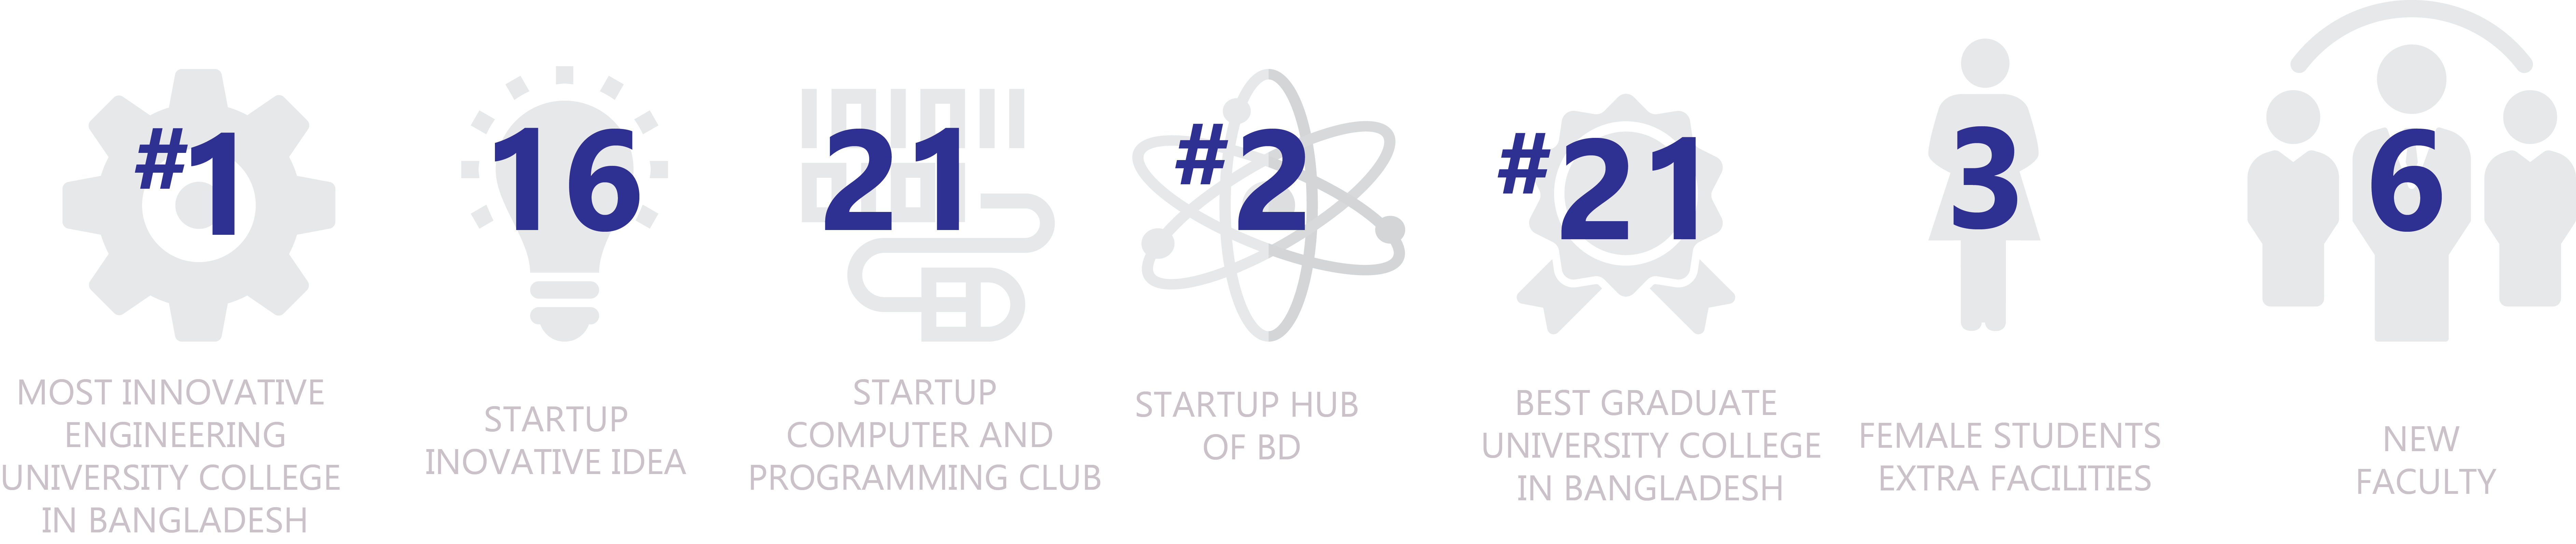 #1
MOST INNOVATIVE
ENGINEERING
UNIVERSITY COLLEGE
IN BANGLADESH
16
STARTUP
INOVATIVE IDEA
21
STARTUP
COMPUTER AND
PROGRAMMING CLUB
#2
STARTUP HUB
OF BD
#21
BEST GRADUATE
UNIVERSITY COLLEGE
IN BANGLADESH
3
FEMALE STUDENTS
EXTRA FACILITIES
6
NEW
FACULTY